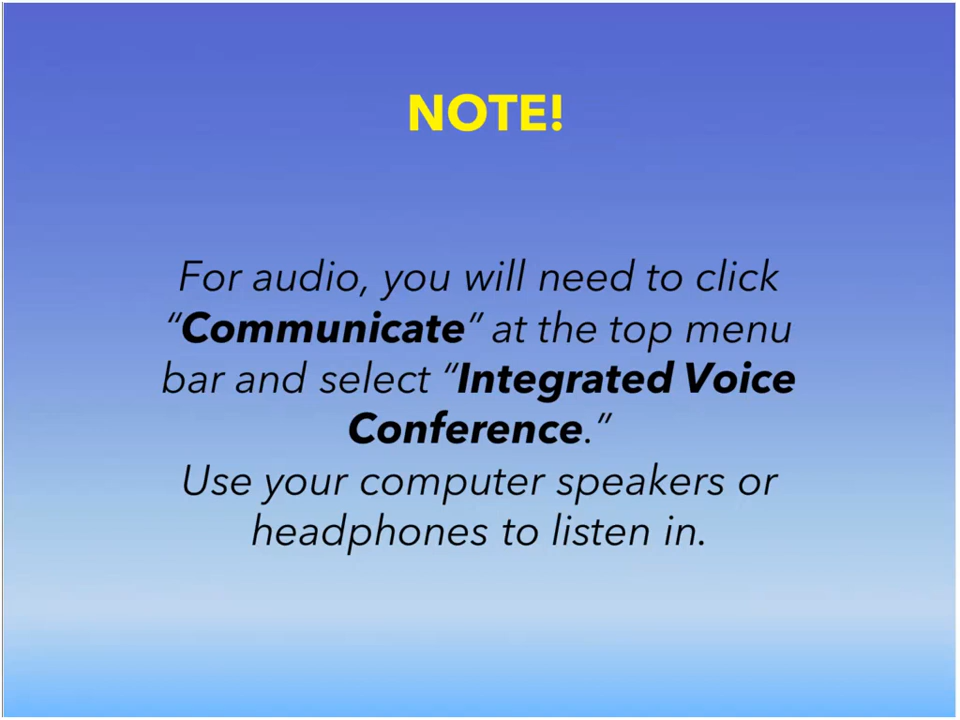 NOTE!
For audio, you will need to click
“Communicate” at the top menu
bar and select “Integrated Voice
Conference.”
Use your computer speakers or
headphones to listen in.